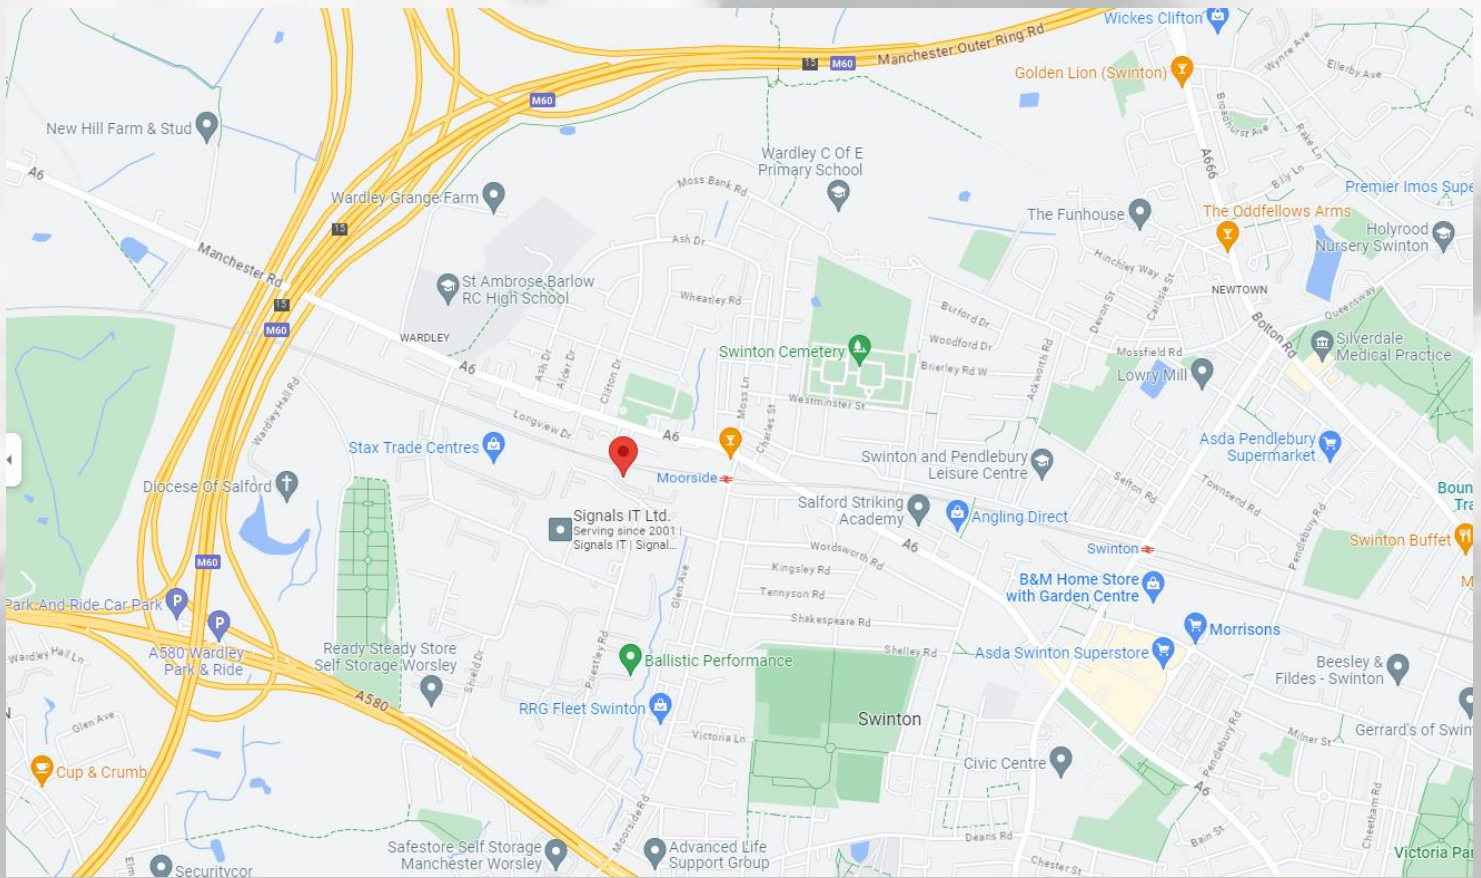 Wickes Clifton
Manchester Outer Ring Rd
15
M60
Golden Lion (Swinton)
Wynne Ave
Ellerby Ave
M60
Broadhurst Ave
New Hill Farm & Stud
Rake Ln
A666
A6
Wardley C Of E
Primary School
Moss Bank Rd
Billy Ln
Premier Imos Supe
Wardley Grange Farm
The Funhouse
The Oddfellows Arms
15
Holyrood
Nursery Swinton
Ash Dr
Manchester Rd
Hinchley Way
St Ambrose Barlow
RC High School
Wheatley Rd
NEWTOWN
Devon St
Carlisle St
Queensway
15
M60
Burford Dr
Bolton Rd
WARDLEY
Woodford Dr
Silverdale
Medical Practice
Swinton Cemetery
Mossfield Rd
A6
Ash Dr
Alder Dr
Clifton Dr
Brierley Rd W
Ackworth Rd
Lowry Mill
Moss Ln
Westminster St
Wardley Hall Rd
Longview Dr
Charles St
A6
Stax Trade Centres
Asda Pendlebury
Supermarket
Swinton and Pendlebury
Leisure Centre
Moorside
Diocese Of Salford
Sefton Rd
Townsend Rd
Boun
Tra
Signals IT Ltd.
Serving since 2001 |
Signals IT | Signal...
Salford Striking
Academy
Angling Direct
Pendlebury Rd
A6
Swinton
Swinton Buffet
Wordsworth Rd
M60
Kingsley Rd
B&M Home Store
with Garden Centre
M
Glen Ave
Tennyson Rd
Park And Ride Car Park
P
P
Shakespeare Rd
Morrisons
A580 Wardley
Park & Ride
Wardley Hall Ln
Ready Steady Store
Self Storage Worsley
Shield Dr
Priestley Rd
Shelley Rd
Asda Swinton Superstore
Ballistic Performance
Beesley &
Fildes - Swinton
A580
RRG Fleet Swinton
N
Glen Ave
Swinton
Gerrard's of Swin
Victoria Ln
Milner St
Pendlebury Rd
Civic Centre
Cup & Crumb
A6
Moorside Rd
Cheetham Rd
Deans Rd
Bain St
Safestore Self Storage
Manchester Worsley
Advanced Life
Support Group
Victoria Par
Elm
Securitycor
Chester St